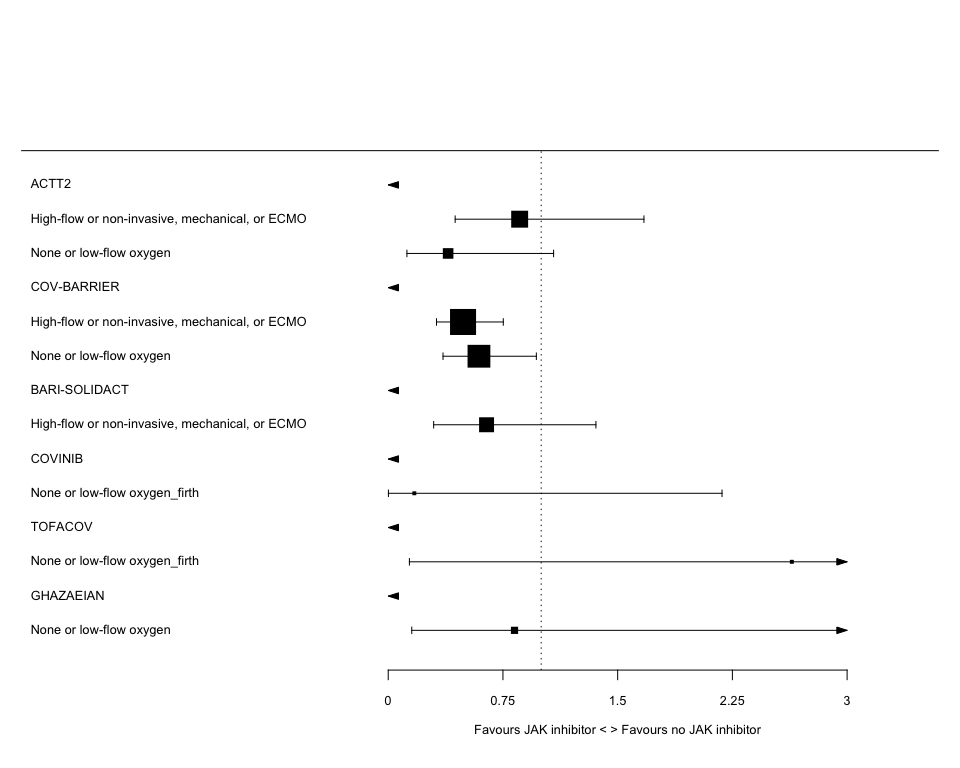 ACTT2
High-flow or non-invasive, mechanical, or ECMO
None or low-flow oxygen
COV-BARRIER
High-flow or non-invasive, mechanical, or ECMO
None or low-flow oxygen
BARI-SOLIDACT
High-flow or non-invasive, mechanical, or ECMO
COVINIB
None or low-flow oxygen_firth
TOFACOV
None or low-flow oxygen_firth
GHAZAEIAN
None or low-flow oxygen
0 0.75 1.5 2.25 3
Favours JAK inhibitor < > Favours no JAK inhibitor